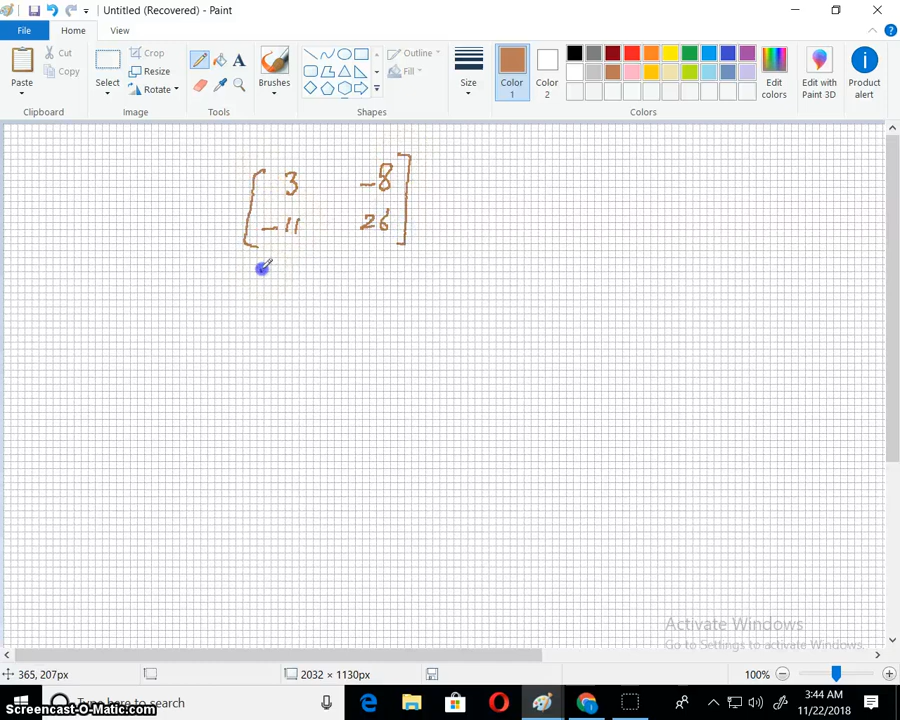 Untitled (Recovered) - Paint
File Home View
Paste Cut Copy Select Crop Resize Rotate Brushes Outline Fill Size Color 1 Color 2 Edit colors Edit with Paint 3D Product alert
Clipboard Image Tools Shapes Colors
3 -8
-11 26
Activate Windows
Go to Settings to activate Windows.
365, 207px 2032 × 1130px 100%
Type here to search
3:44 AM
11/22/2018
Screencast-O-Matic.com